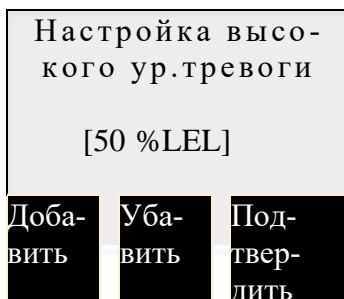 Настройка высо-
кого ур.тревоги
[50 %LEL]
Доба-
вить
Уба-
вить
Под-
твер-
дить